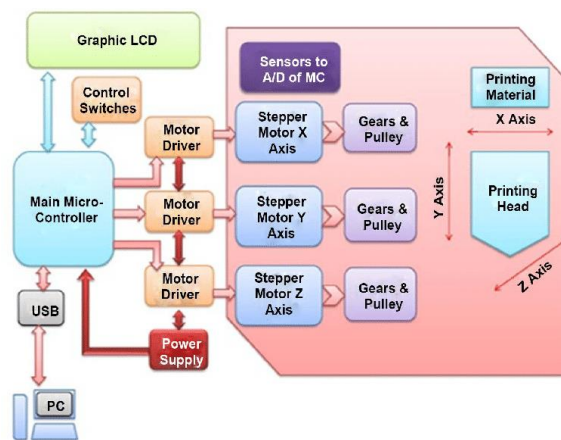 Graphic LCD
Sensors to
A/D of MC
Printing
Material
Control
Switches
X Axis
Motor
Driver
Stepper
Motor X
Axis
Gears &
Pulley
Main Micro-
Controller
Motor
Driver
Stepper
Motor Y
Axis
Gears &
Pulley
Y Axis
Printing
Head
Motor
Driver
Stepper
Motor Z
Axis
Gears &
Pulley
Z Axis
USB
Power
Supply
PC